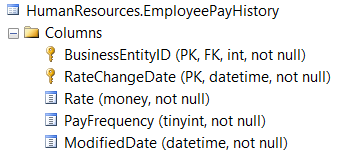 HumanResources.EmployeePayHistory
Columns
BusinessEntityID (PK, FK, int, not null)
RateChangeDate (PK, datetime, not null)
Rate (money, not null)
PayFrequency (tinyint, not null)
ModifiedDate (datetime, not null)